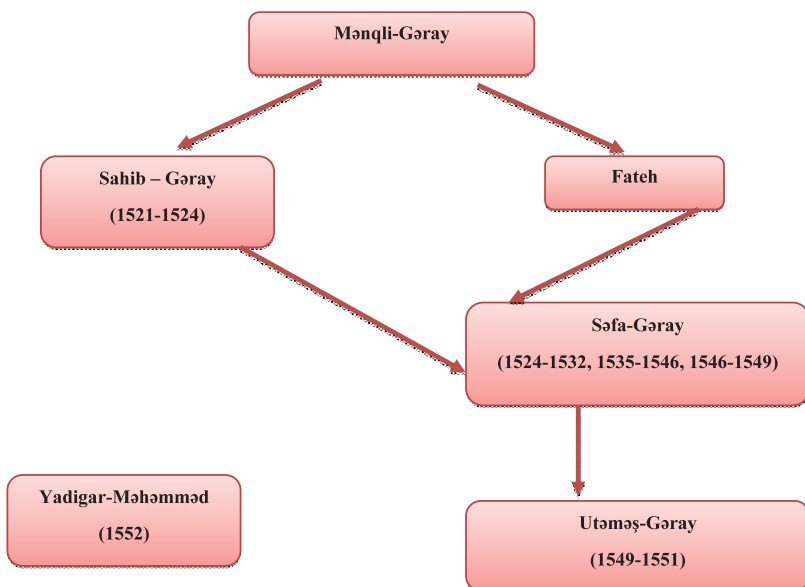 Mənqli-Gəray
Sahib – Gəray
(1521-1524)
Fateh
Səfa-Gəray
(1524-1532, 1535-1546, 1546-1549)
Yadigar-Məhəmməd
(1552)
Utəməş-Gəray
(1549-1551)